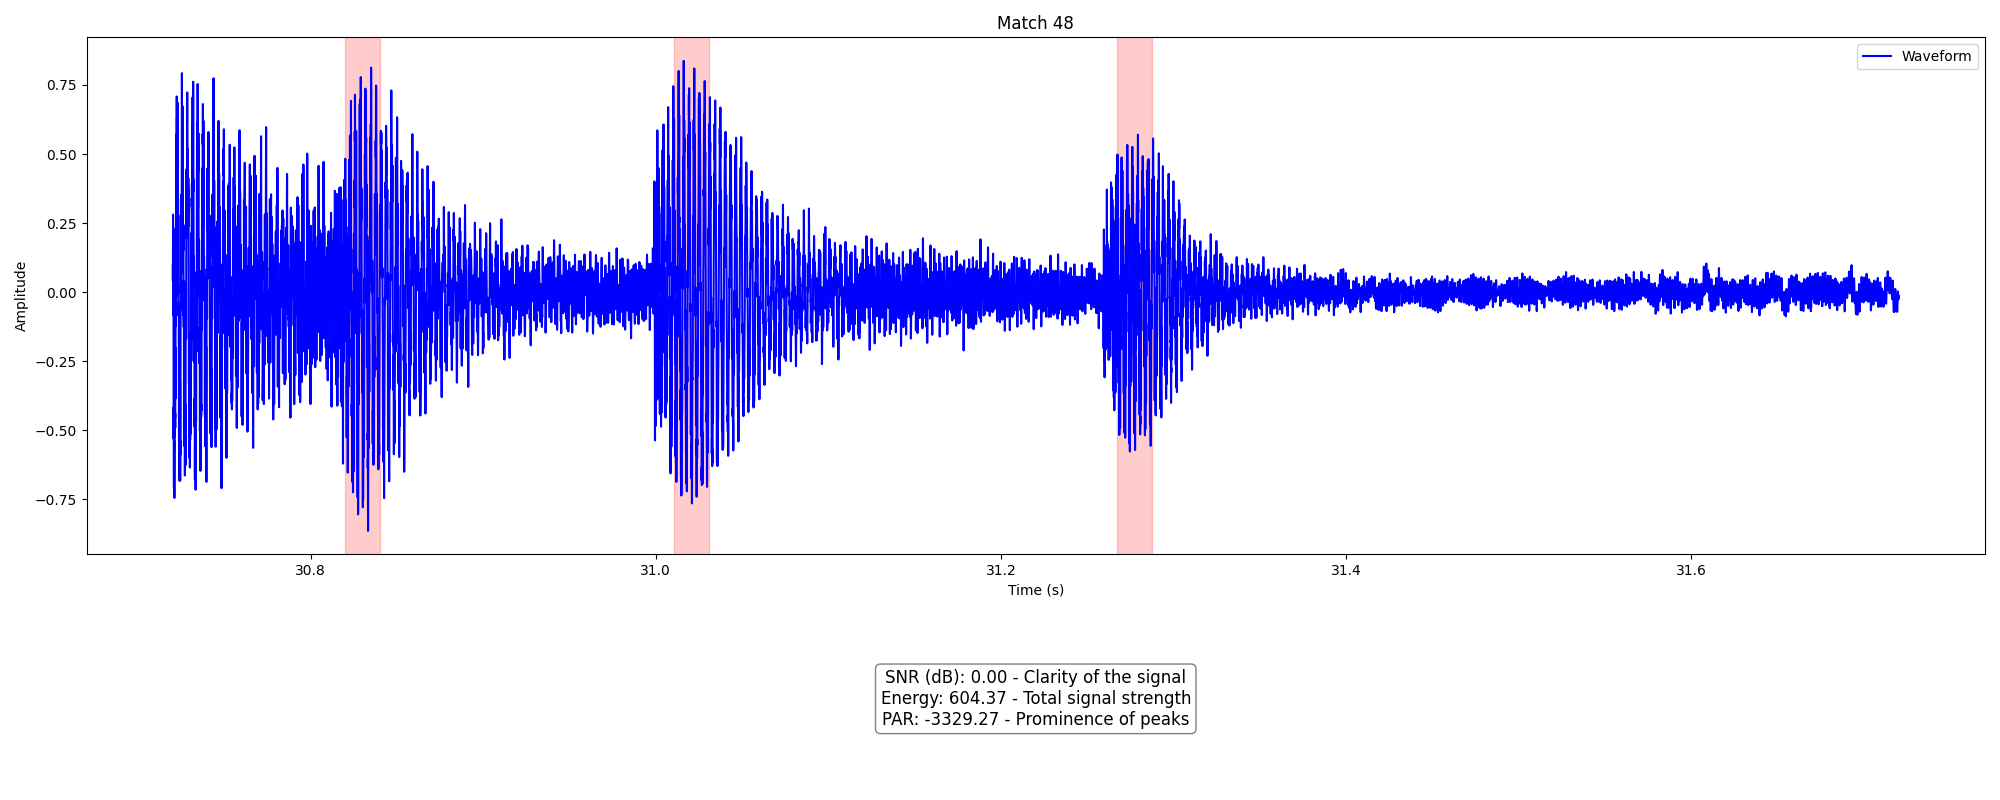 Match 48
Waveform
Amplitude
0.75
0.50
0.25
0.00
−0.25
−0.50
−0.75
30.8
31.0
31.2
31.4
31.6
Time (s)
SNR (dB): 0.00 - Clarity of the signal
Energy: 604.37 - Total signal strength
PAR: -3329.27 - Prominence of peaks